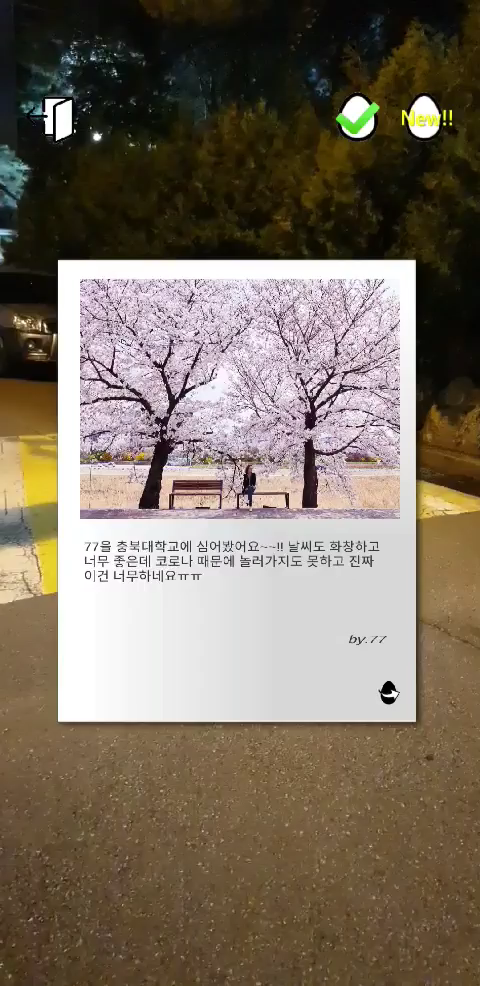 New!!
77을 충북대학교에 심어봤어요~~!! 날씨도 화창하고
너무 좋은데 코로나 때문에 놀러가지도 못하고 진짜
이건 너무하네요ㅠㅠ
by.77